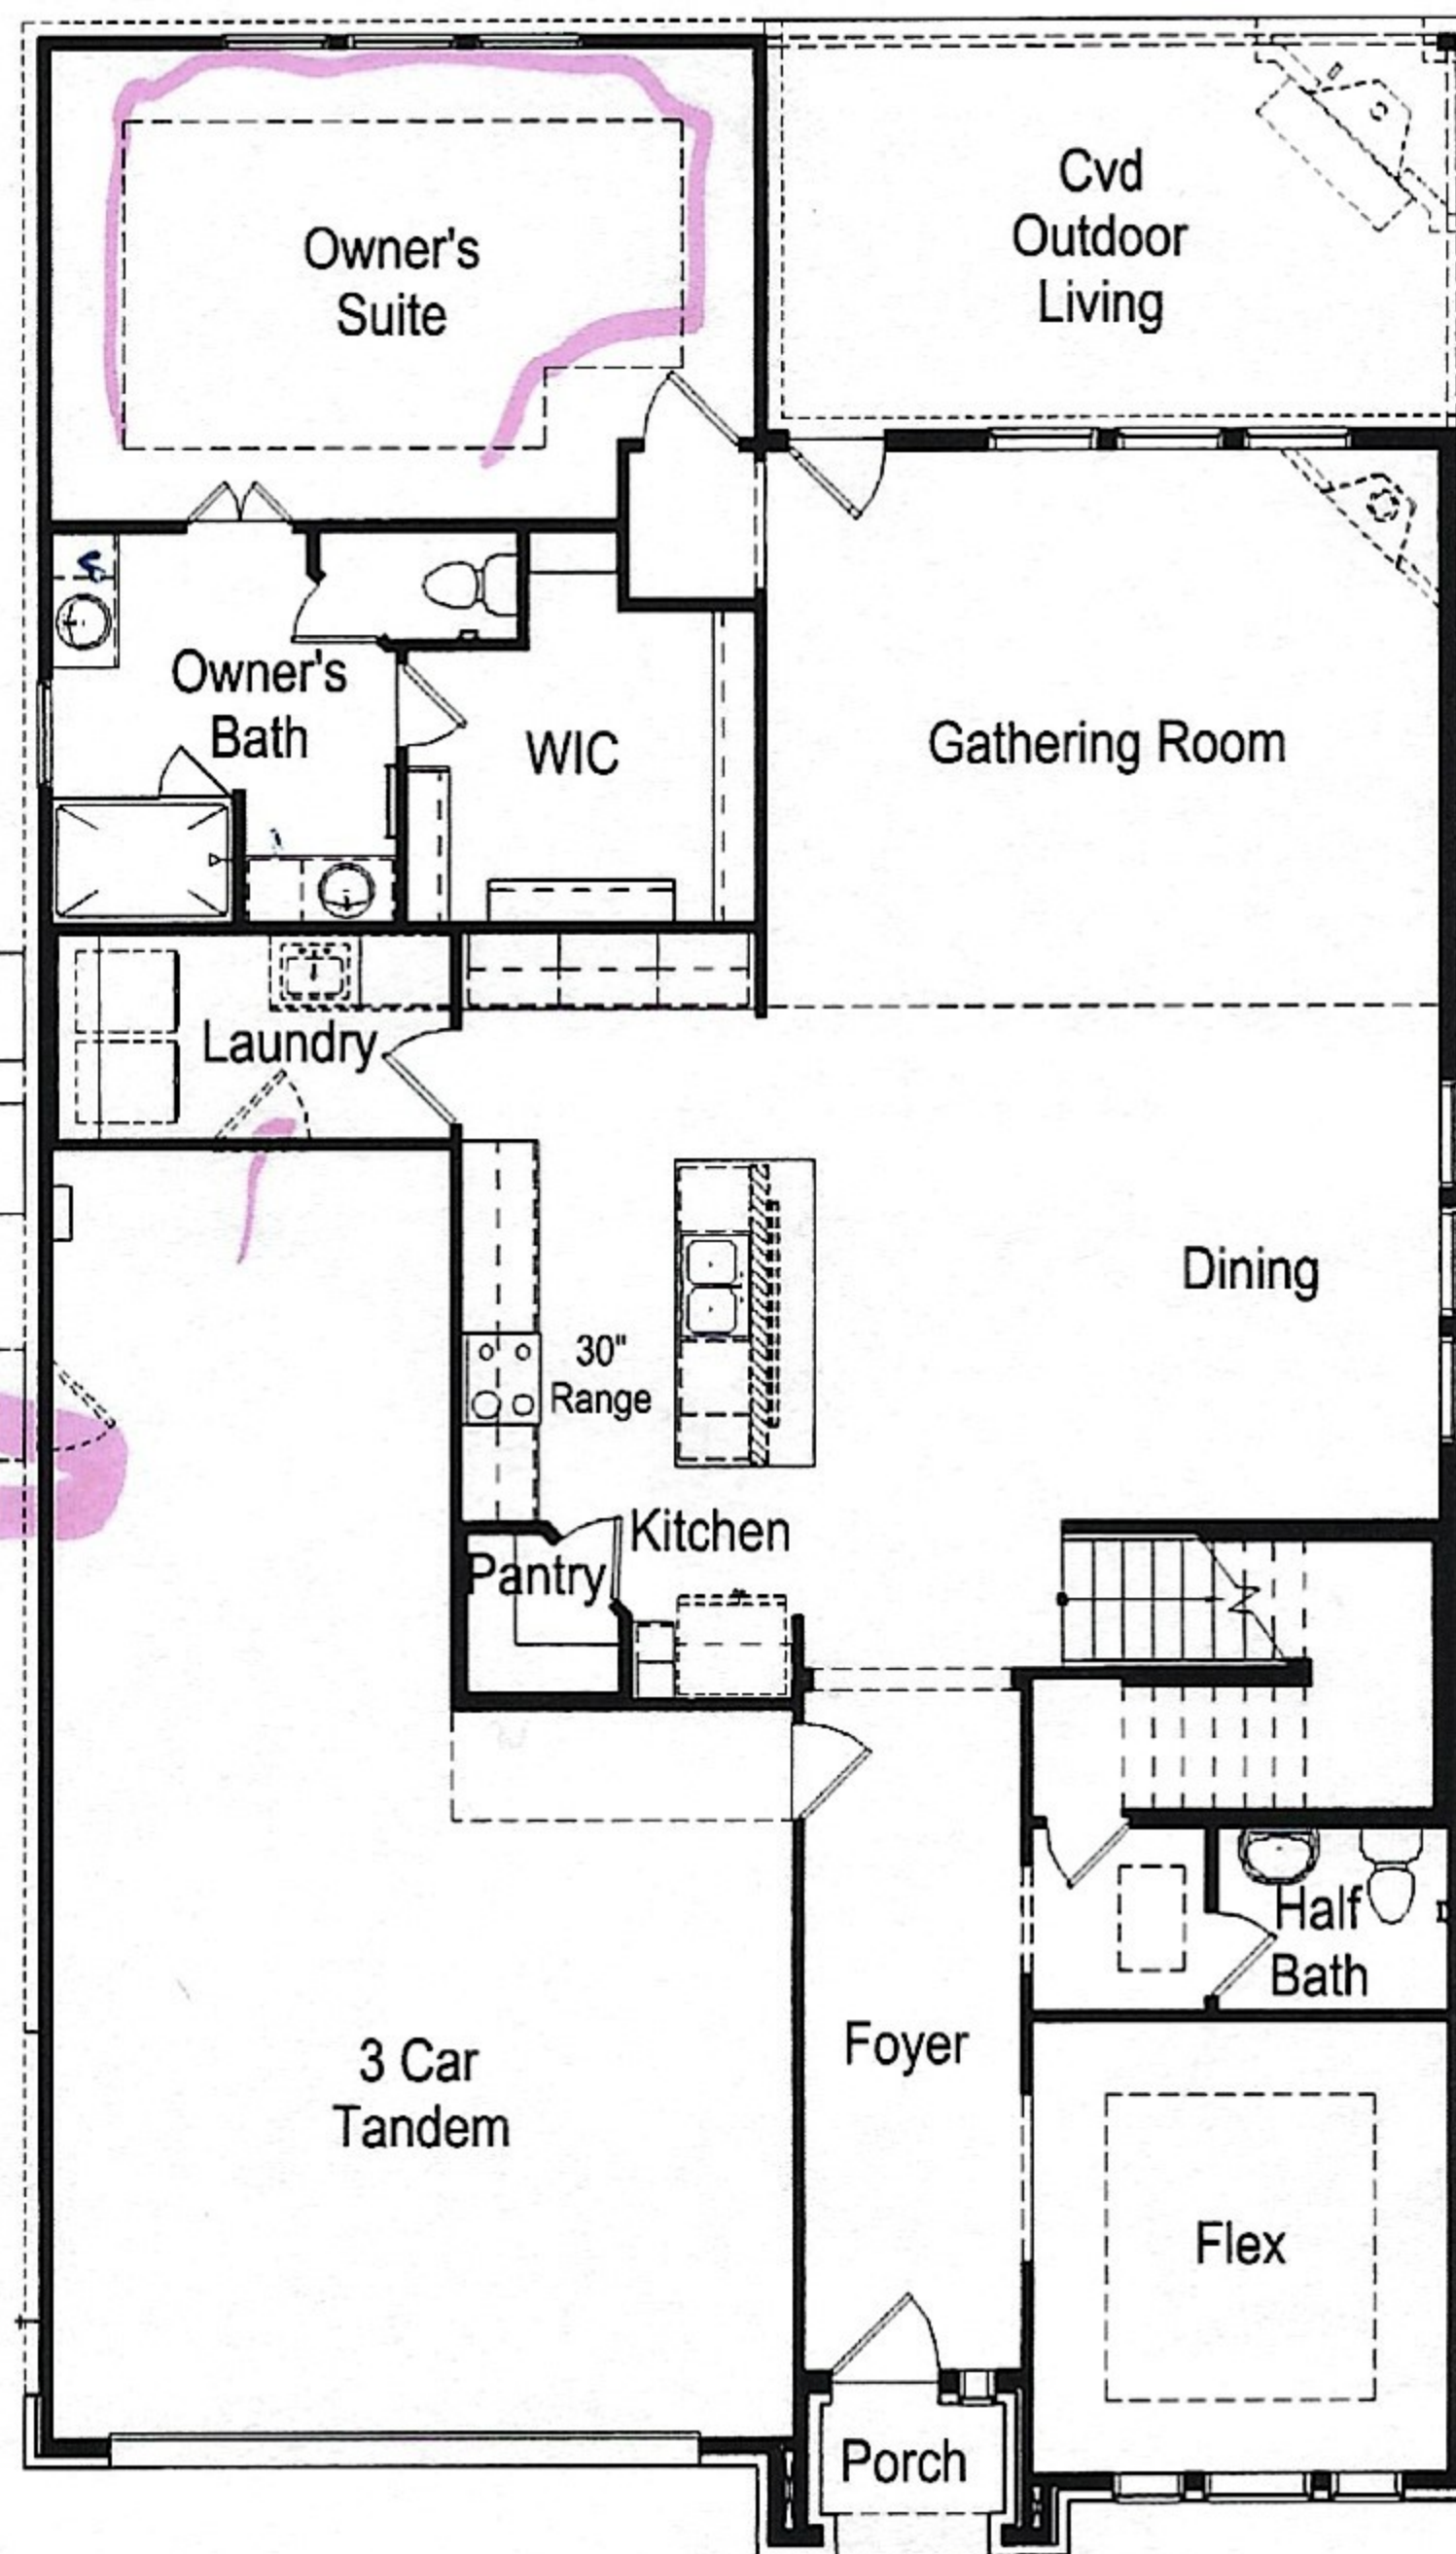 Owner's
Suite
Cvd
Outdoor
Living
Owner's
Bath
WIC
Gathering Room
Laundry
Dining
30"
Range
Kitchen
Pantry
Half
Bath
Foyer
3 Car
Tandem
Flex
Porch